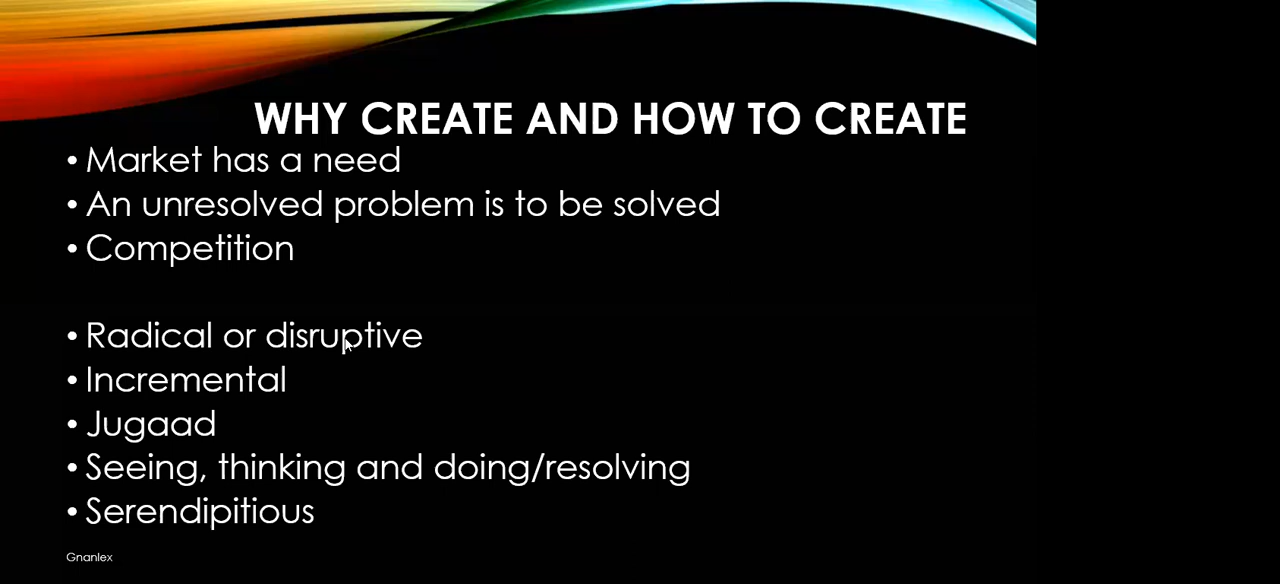 WHY CREATE AND HOW TO CREATE
• Market has a need
• An unresolved problem is to be solved
• Competition
• Radical or disruptive
• Incremental
• Jugaad
• Seeing, thinking and doing/resolving
• Serendipitious
Gnanlex